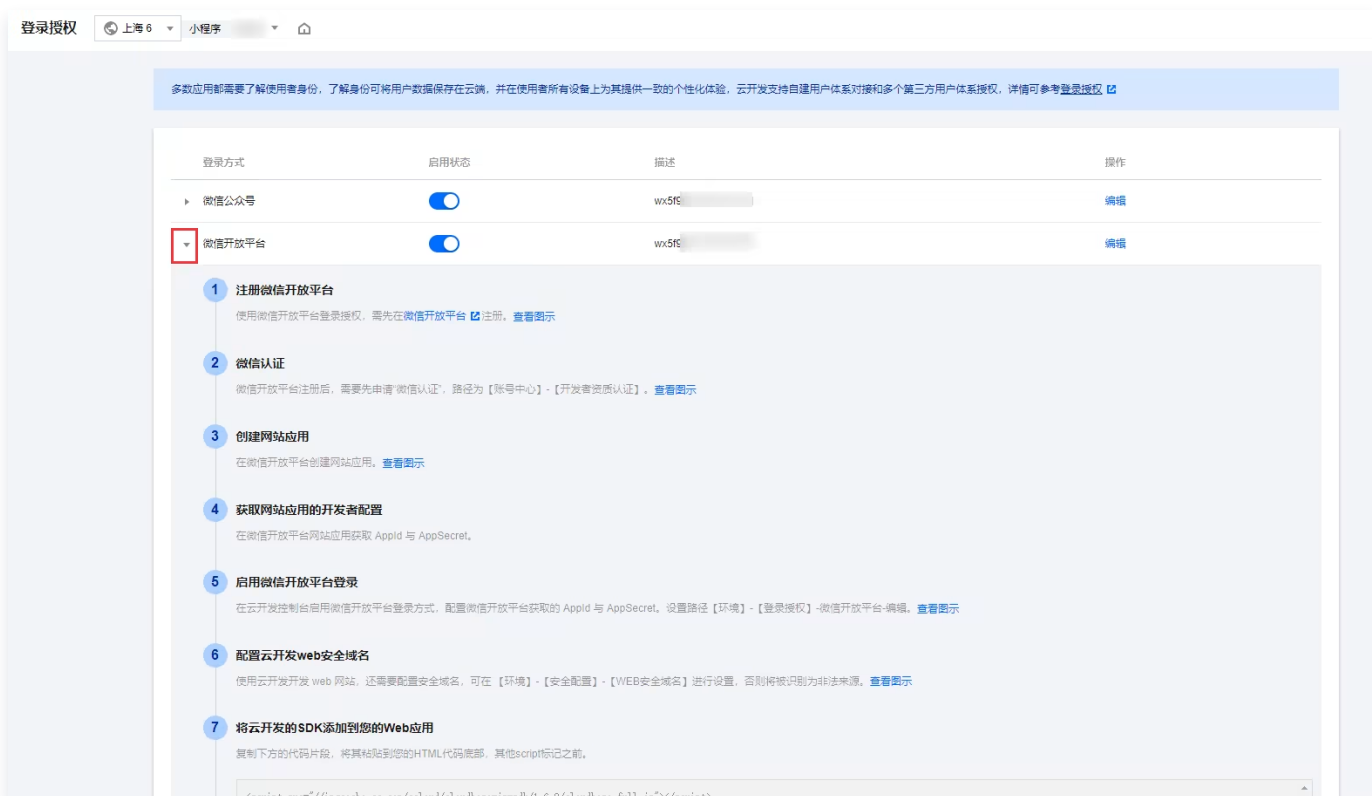 登录授权 上海 6 小程序
多数应用都需要了解使用者身份，了解身份可将用户数据保存在云端，并在使用者所有设备上为其提供一致的个性化体验，云开发支持自建用户体系对接和多个第三方用户体系授权，详情可参考登录授权
登录方式 启用状态 描述 操作
微信公众号 wx5f9 编辑
微信开放平台 wx5f9 编辑
1 注册微信开放平台
使用微信开放平台登录授权，需先在微信开放平台 注册。查看图示
2 微信认证
微信开放平台注册后，需要先申请“微信认证”，路径为【账号中心】-【开发者资质认证】。查看图示
3 创建网站应用
在微信开放平台创建网站应用。查看图示
4 获取网站应用的开发者配置
在微信开放平台网站应用获取 AppId 与 AppSecret。
5 启用微信开放平台登录
在云开发控制台启用微信开放平台登录方式，配置微信开放平台获取的 AppId 与 AppSecret。设置路径【环境】-【登录授权】-微信开放平台-编辑。查看图示
6 配置云开发web安全域名
使用云开发开发 web 网站，还需要配置安全域名，可在 【环境】-【安全配置】-【WEB安全域名】进行设置，否则将被识别为非法来源。查看图示
7 将云开发的SDK添加到您的Web应用
复制下方的代码片段，将其粘贴到您的HTML代码底部，其他script标记之前。